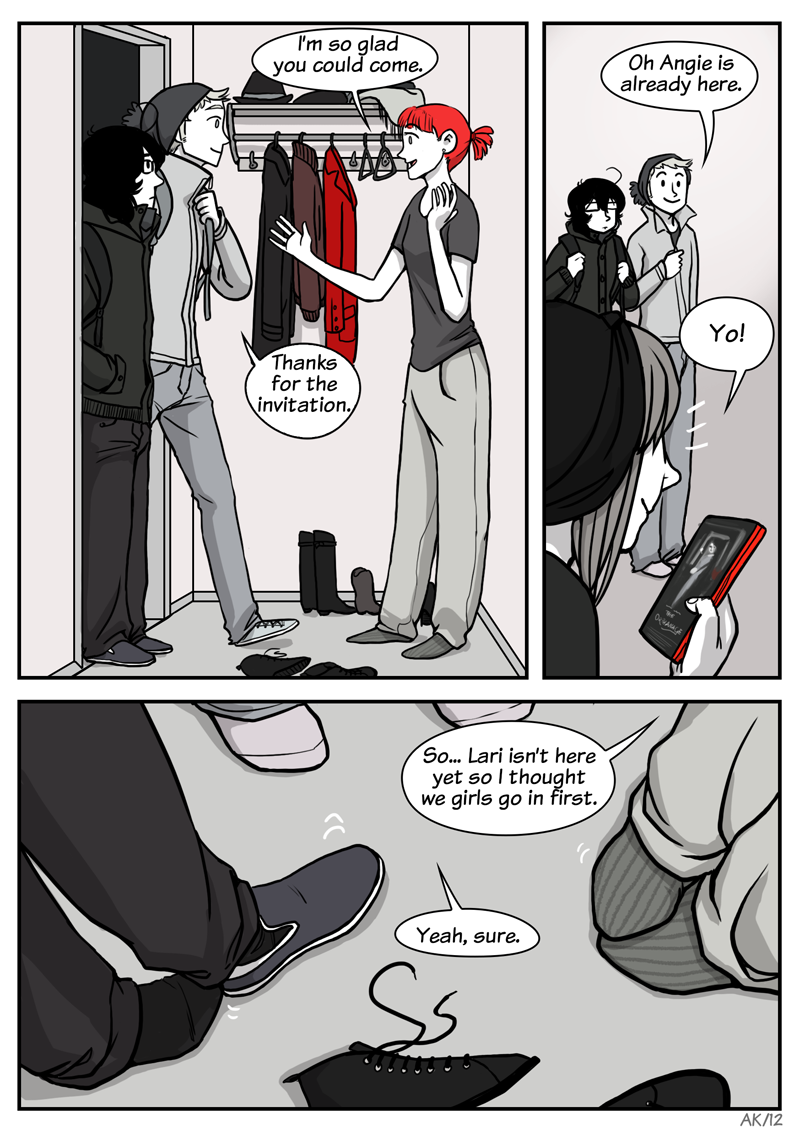 I'm so glad
you could come.
Thanks
for the
invitation.
Oh Angie is
already here.
Yo!
THE
So... Lari isn't here
yet so I thought
we girls go in first.
Yeah, sure.
AK/12